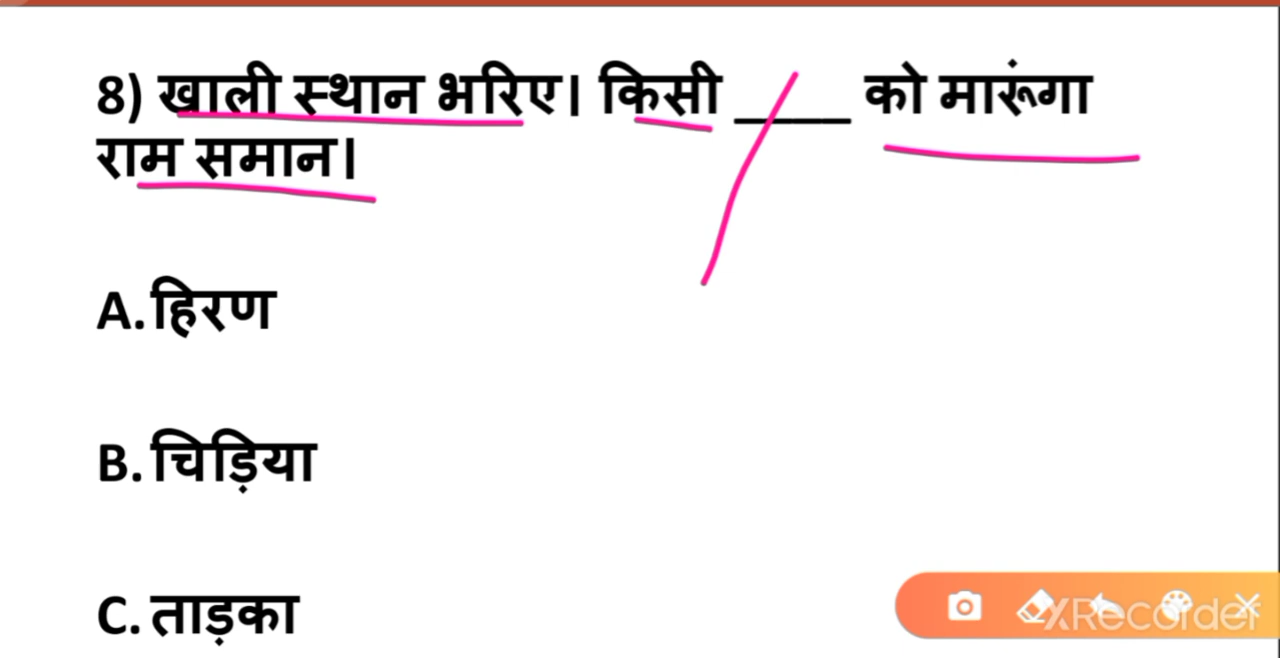 8) खाली स्थान भरिए। किसी ____ को मारूंगा
राम समान।
A.हिरण
B.चिड़िया
C.ताड़का
XRecorder